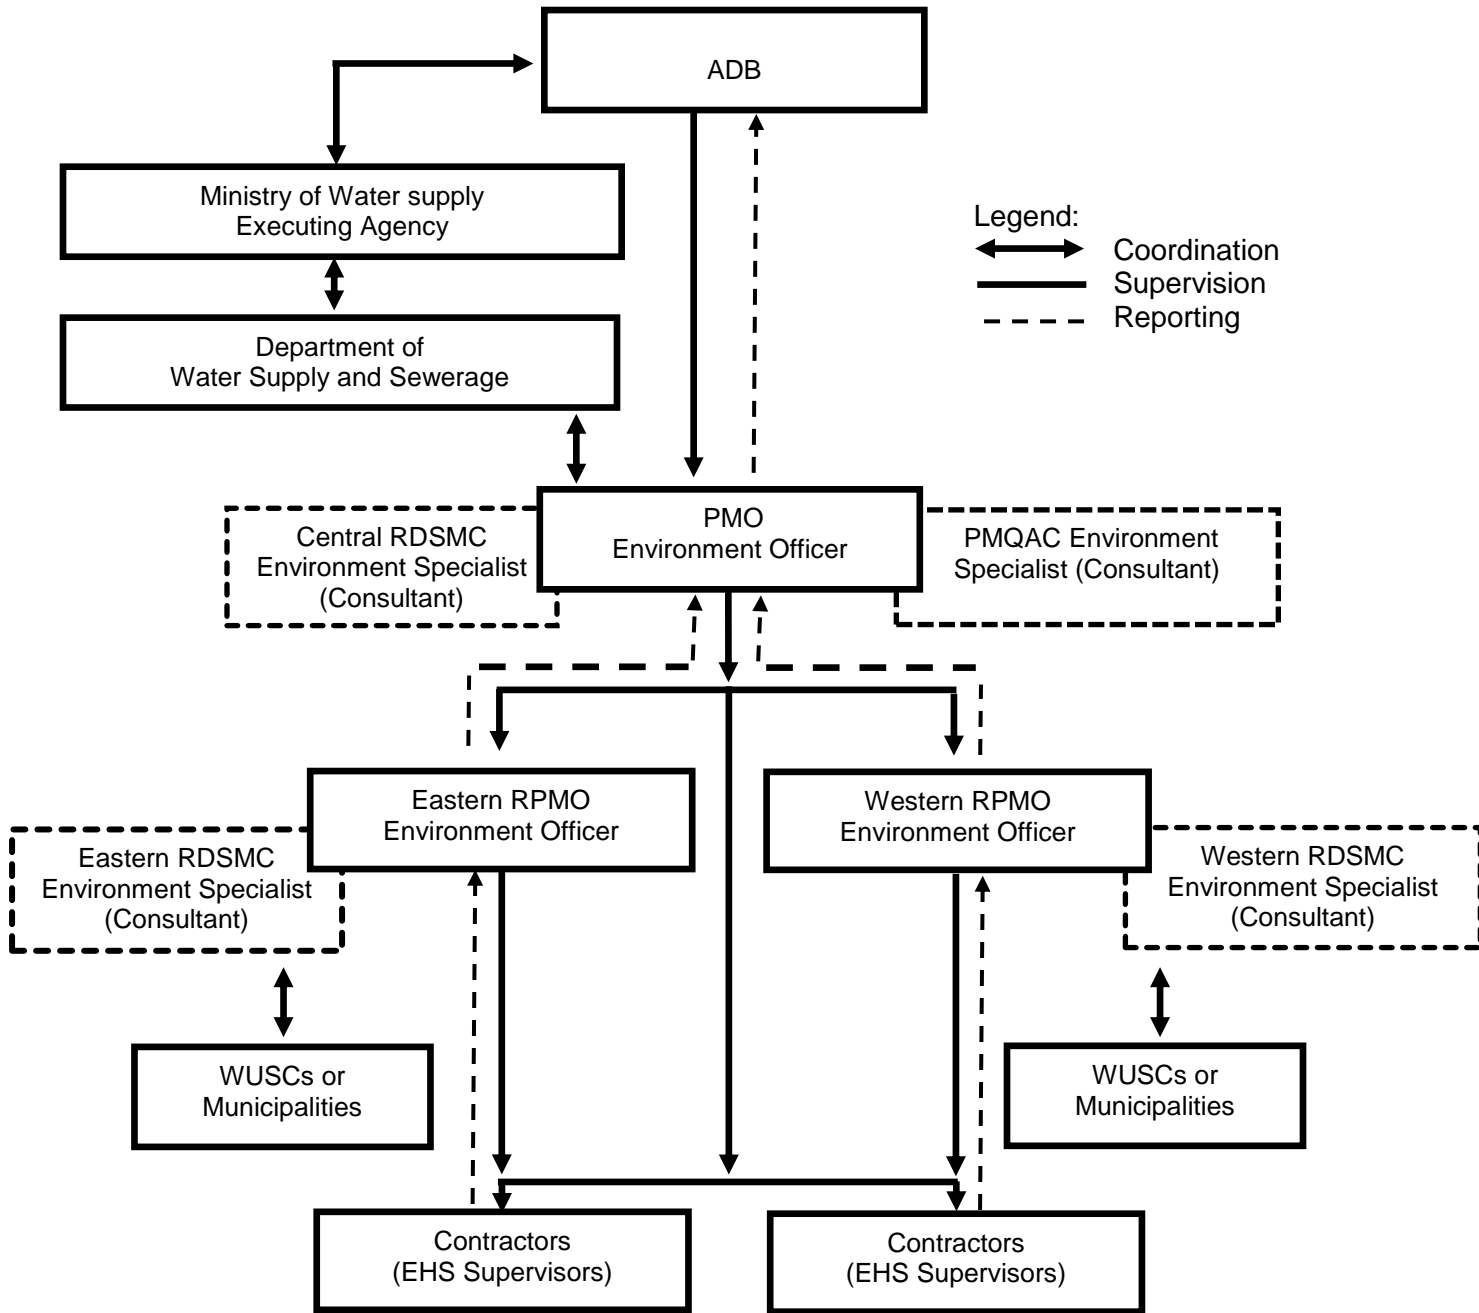 ADB
Ministry of Water supply
Executing Agency
Legend:
Coordination
Supervision
Reporting
Department of
Water Supply and Sewerage
Central RDSMC
Environment Specialist
(Consultant)
PMO
Environment Officer
PMQAC Environment
Specialist (Consultant)
Eastern RPMO
Environment Officer
Western RPMO
Environment Officer
Eastern RDSMC
Environment Specialist
(Consultant)
Western RDSMC
Environment Specialist
(Consultant)
WUSCs or
Municipalities
WUSCs or
Municipalities
Contractors
(EHS Supervisors)
Contractors
(EHS Supervisors)